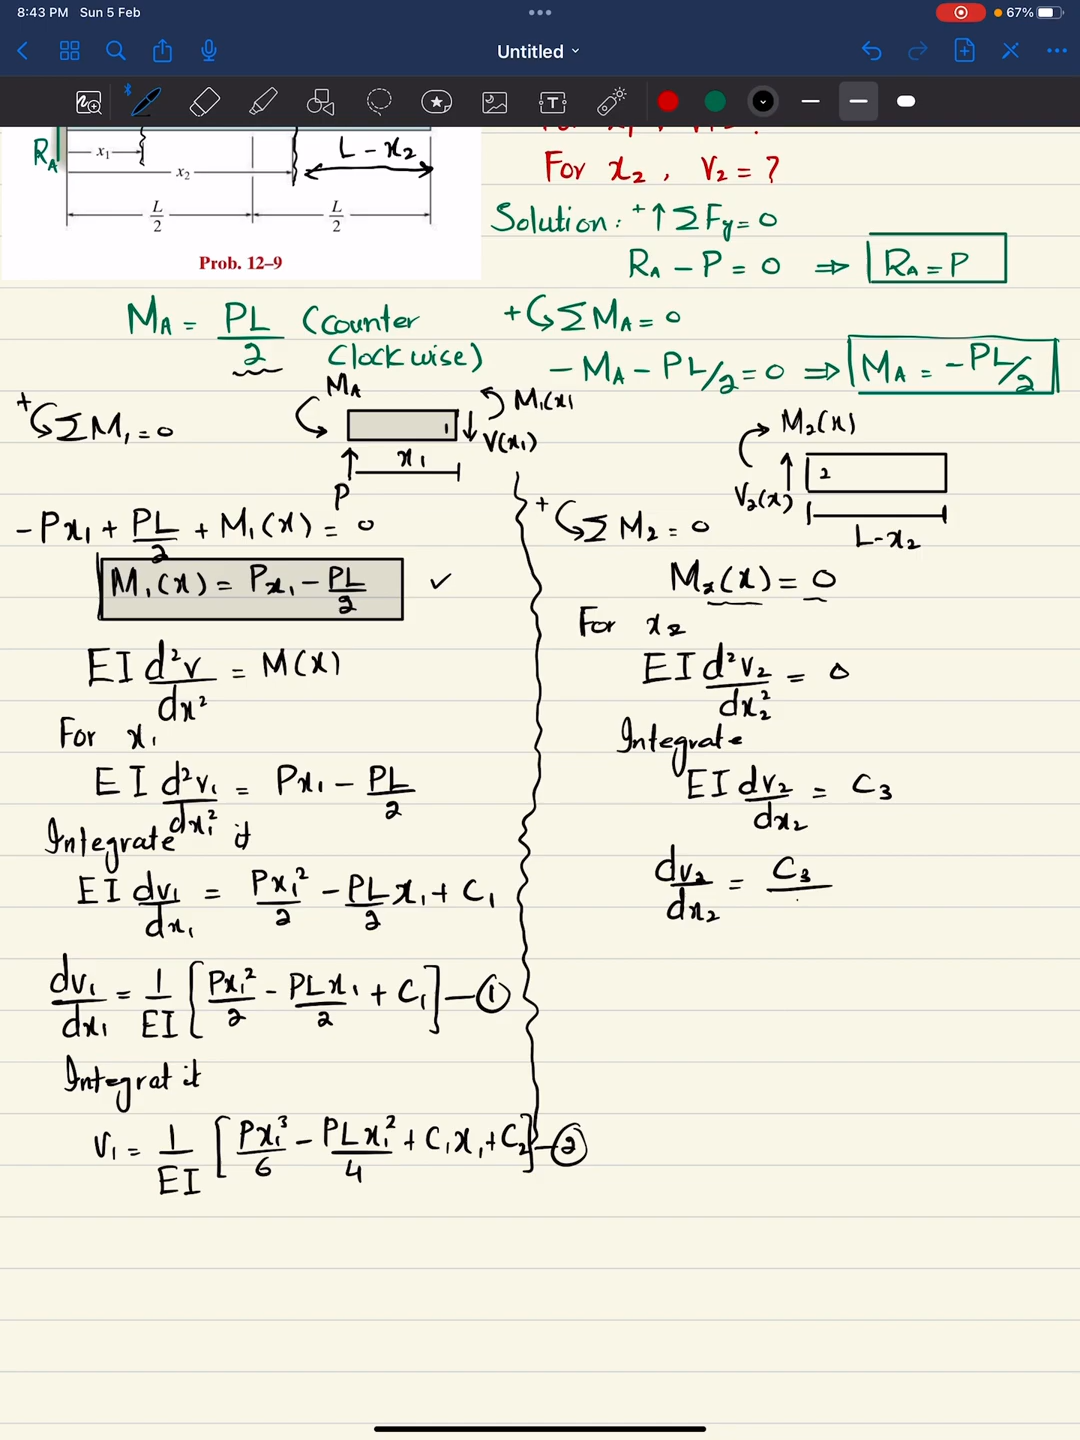 8:43 PM Sun 5 Feb
67%
Untitled
For x₂, V₂ = ?
R_A
x₁
L - x₂
x₂
L/2
L/2
Prob. 12–9
Solution: +↑ΣFy = 0
R_A - P = 0 ⇒ R_A = P
M_A = PL/2 (Counter Clockwise)
+↺ΣM_A = 0
-M_A - PL/2 = 0 ⇒ M_A = -PL/2
+↺ΣM₁ = 0
M_A
M₁(x)
1
V(x₁)
x₁
P
-Px₁ + PL/2 + M₁(x) = 0
M₁(x) = Px₁ - PL/2 ✓
EI d²v/dx² = M(x)
For x₁
EI d²v₁/dx₁² = Px₁ - PL/2
Integrate it
EI dv₁/dx₁ = Px₁²/2 - PL/2 x₁ + C₁
dv₁/dx₁ = 1/EI [Px₁²/2 - PLx₁/2 + C₁] — ①
Integrat it
v₁ = 1/EI [Px₁³/6 - PLx₁²/4 + C₁x₁ + C₂] — ②
M₂(x)
2
V₂(x)
L-x₂
+↺ΣM₂ = 0
M₂(x) = 0
For x₂
EI d²v₂/dx₂² = 0
Integrate
EI dv₂/dx₂ = C₃
dv₂/dx₂ = C₃